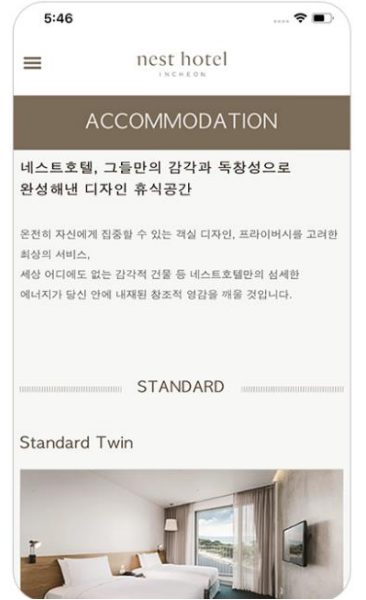 5:46
nest hotel
INCHEON
ACCOMMODATION
네스트호텔, 그들만의 감각과 독창성으로
완성해낸 디자인 휴식공간
온전히 자신에게 집중할 수 있는 객실 디자인, 프라이버시를 고려한
최상의 서비스,
세상 어디에도 없는 감각적 건물 등 네스트호텔만의 섬세한
에너지가 당신 안에 내재된 창조적 영감을 깨울 것입니다.
STANDARD
Standard Twin